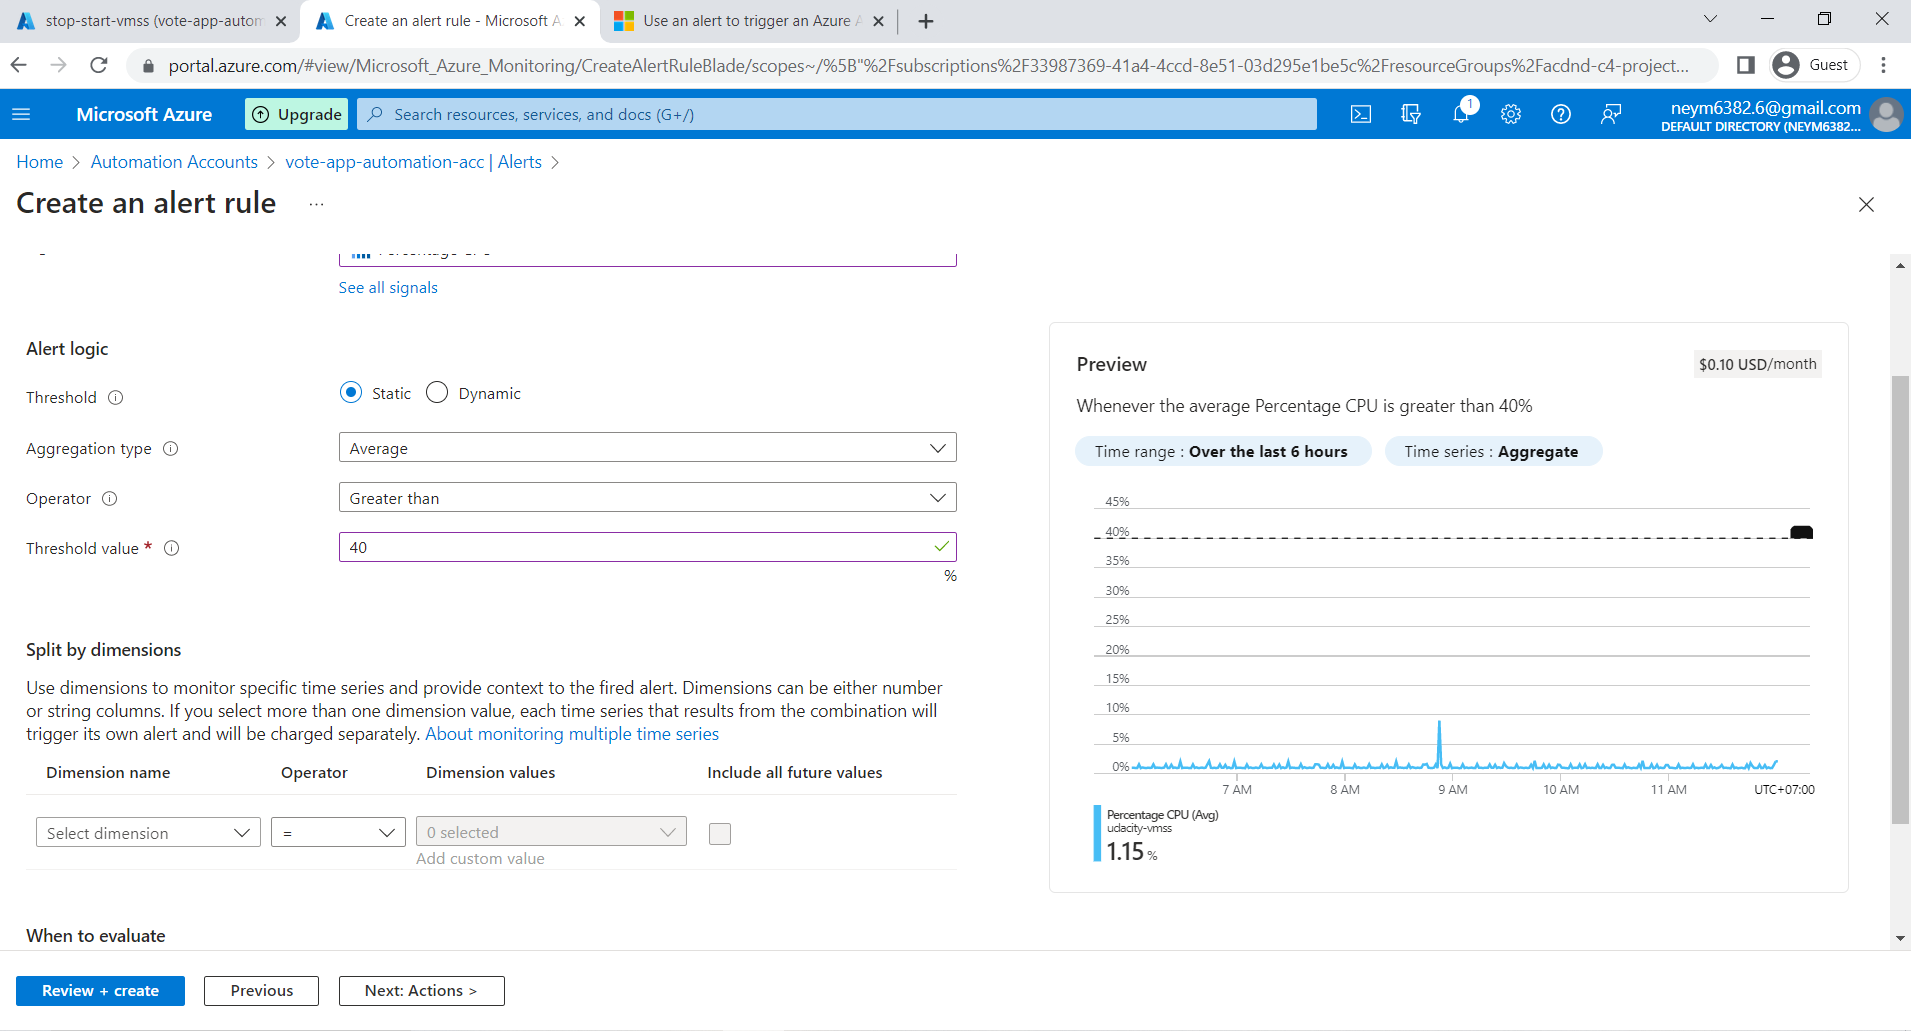 stop-start-vmss (vote-app-autom
Create an alert rule - Microsoft A
Use an alert to trigger an Azure A
portal.azure.com/#view/Microsoft_Azure_Monitoring/CreateAlertRuleBlade/scopes~/%5B"%2Fsubscriptions%2F33987369-41a4-4ccd-8e51-03d295e1be5c%2FresourceGroups%2Facdnd-c4-project...
Guest
Microsoft Azure
Upgrade
Search resources, services, and docs (G+/)
1
neym6382.6@gmail.com
DEFAULT DIRECTORY (NEYM6382...
Home > Automation Accounts > vote-app-automation-acc | Alerts >
Create an alert rule ...
See all signals
Alert logic
Threshold
Static
Dynamic
Aggregation type
Average
Operator
Greater than
Threshold value *
40
%
Split by dimensions
Use dimensions to monitor specific time series and provide context to the fired alert. Dimensions can be either number
or string columns. If you select more than one dimension value, each time series that results from the combination will
trigger its own alert and will be charged separately. About monitoring multiple time series
Dimension name Operator Dimension values Include all future values
Select dimension = 0 selected
Add custom value
When to evaluate
Preview
$0.10 USD/month
Whenever the average Percentage CPU is greater than 40%
Time range : Over the last 6 hours
Time series : Aggregate
45%
40%
35%
30%
25%
20%
15%
10%
5%
0%
7 AM 8 AM 9 AM 10 AM 11 AM UTC+07:00
Percentage CPU (Avg)
udacity-vmss
1.15 %
Review + create
Previous
Next: Actions >